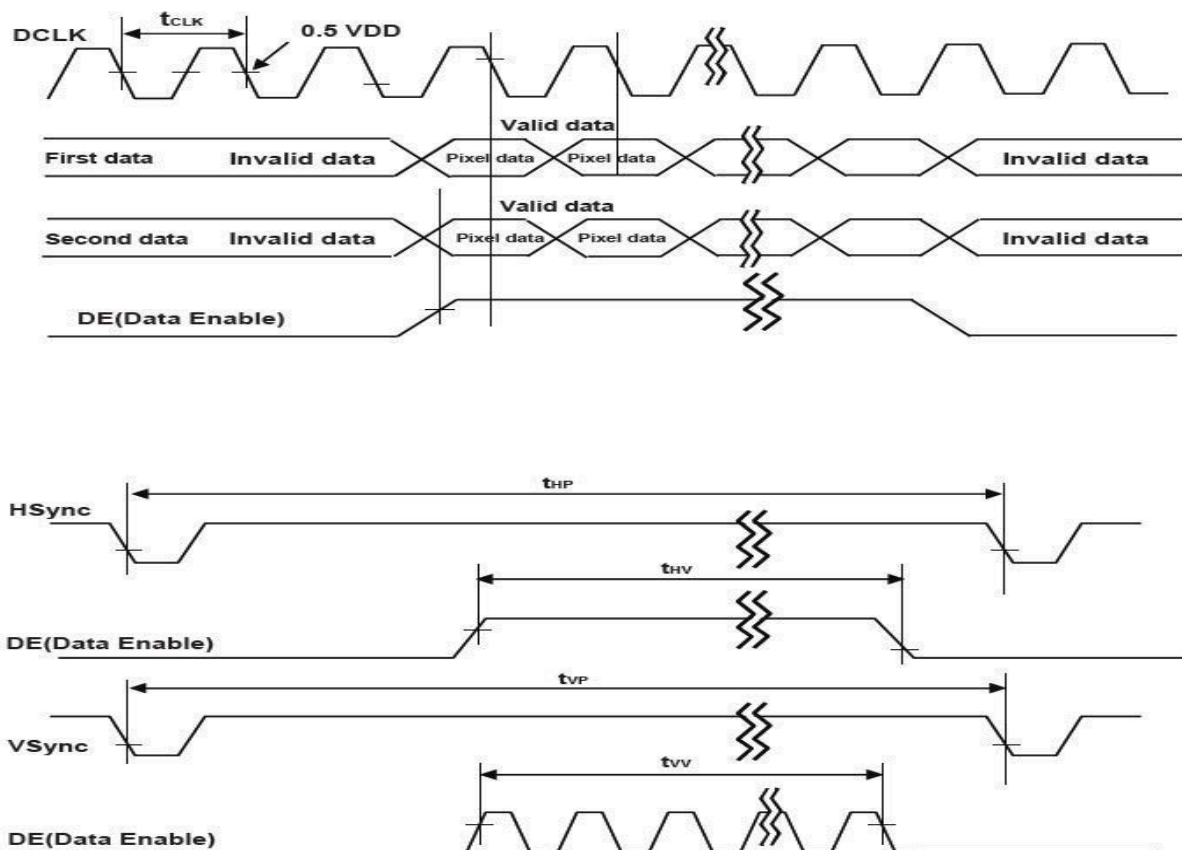 tCLK
DCLK
0.5 VDD
Valid data
First data Invalid data Pixel data Pixel data Invalid data
Valid data
Second data Invalid data Pixel data Pixel data Invalid data
DE(Data Enable)
tHP
HSync
tHV
DE(Data Enable)
tVP
VSync
tVV
DE(Data Enable)